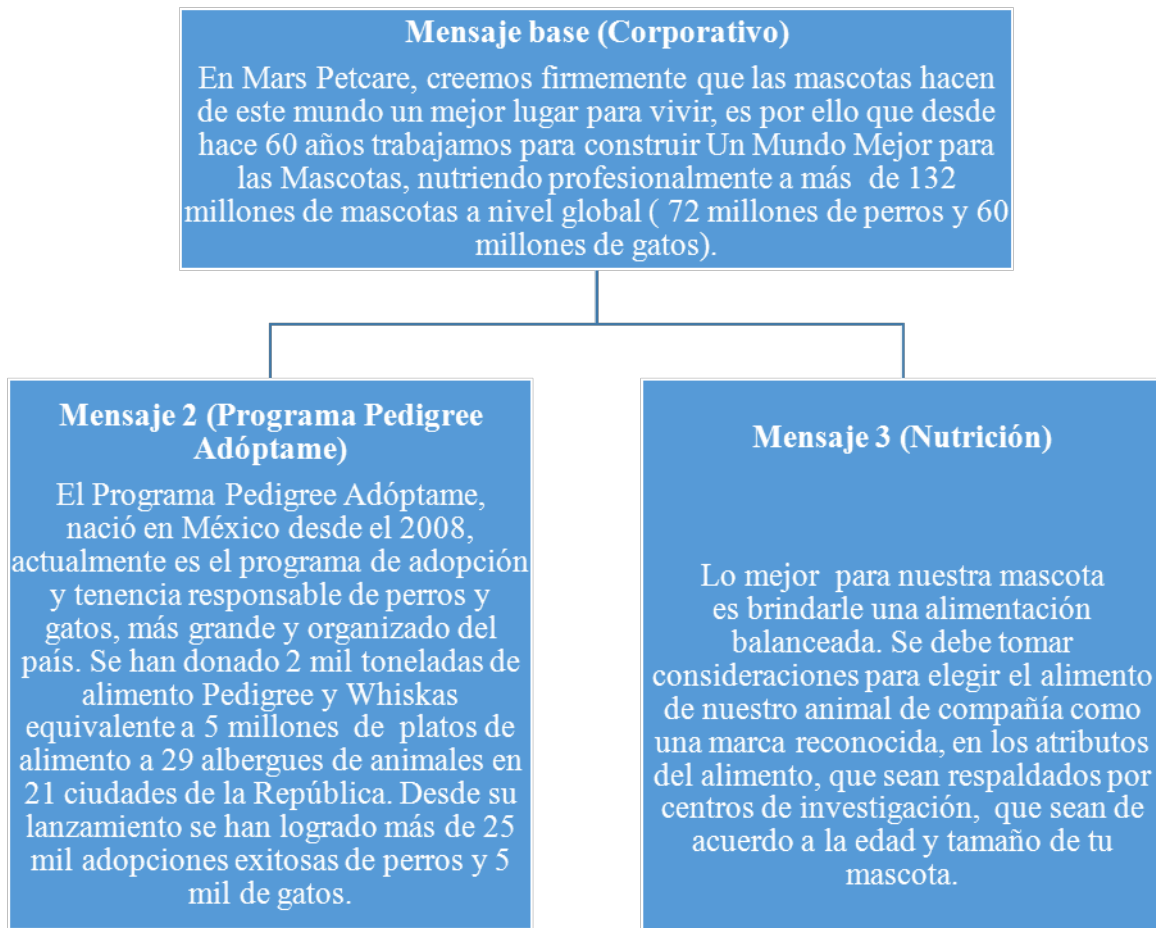 Mensaje base (Corporativo)
En Mars Petcare, creemos firmemente que las mascotas hacen
de este mundo un mejor lugar para vivir, es por ello que desde
hace 60 años trabajamos para construir Un Mundo Mejor para
las Mascotas, nutriendo profesionalmente a más  de 132
millones de mascotas a nivel global ( 72 millones de perros y 60
millones de gatos).
Mensaje 2 (Programa Pedigree
Adóptame)
El Programa Pedigree Adóptame,
nació en México desde el 2008,
actualmente es el programa de adopción
y tenencia responsable de perros y
gatos, más grande y organizado del
país. Se han donado 2 mil toneladas de
alimento Pedigree y Whiskas
equivalente a 5 millones  de  platos de
alimento a 29 albergues de animales en
21 ciudades de la República. Desde su
lanzamiento se han logrado más de 25
mil adopciones exitosas de perros y 5
mil de gatos.
Mensaje 3 (Nutrición)
Lo mejor  para nuestra mascota
es brindarle una alimentación
balanceada. Se debe tomar
consideraciones para elegir el alimento
de nuestro animal de compañía como
una marca reconocida, en los atributos
del alimento, que sean respaldados por
centros de investigación,  que sean de
acuerdo a la edad y tamaño de tu
mascota.